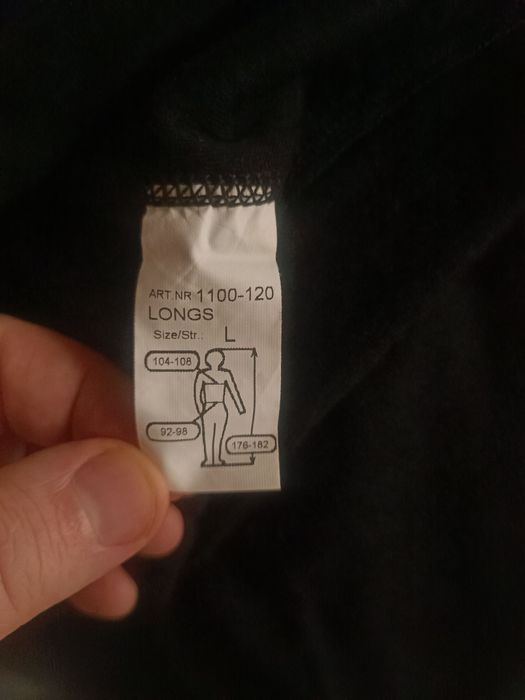 ART.NR 1100-120
LONGS
Size/Str.: L
104-108
92-98
176-182